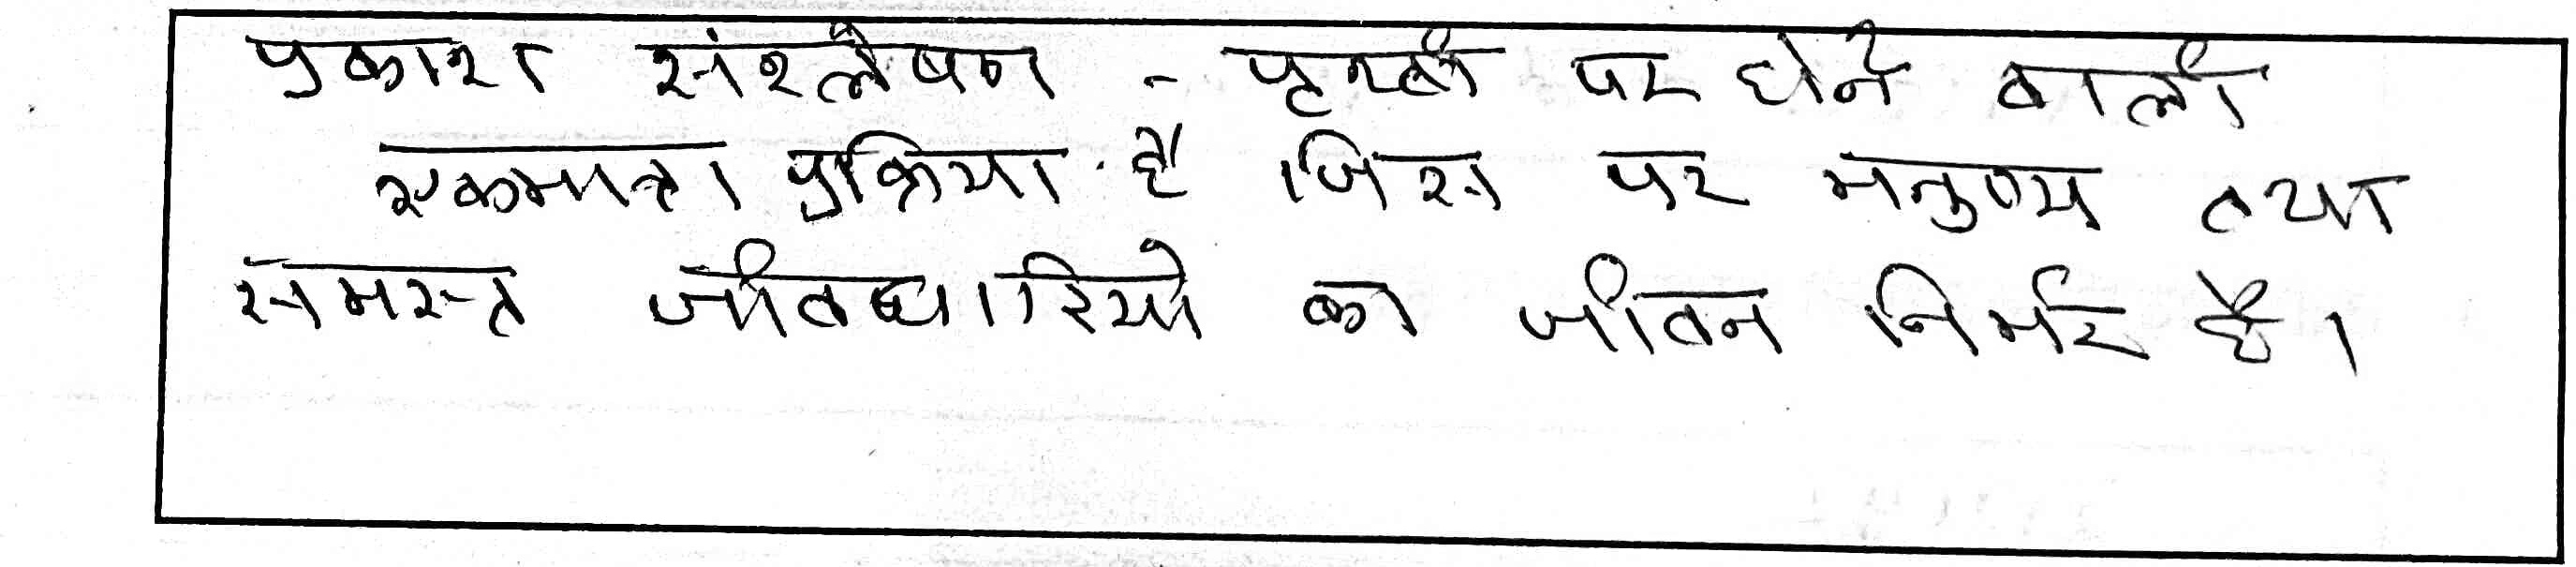 प्रकाश संश्लेषण - पृथ्वी पर होने वाली
एकमात्र प्रक्रिया है जिस पर मनुष्य तथा
समस्त जीवधारियो का जीवन निर्भर है।